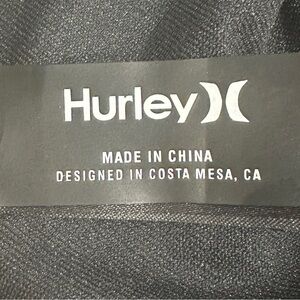 Hurley
MADE IN CHINA
DESIGNED IN COSTA MESA, CA